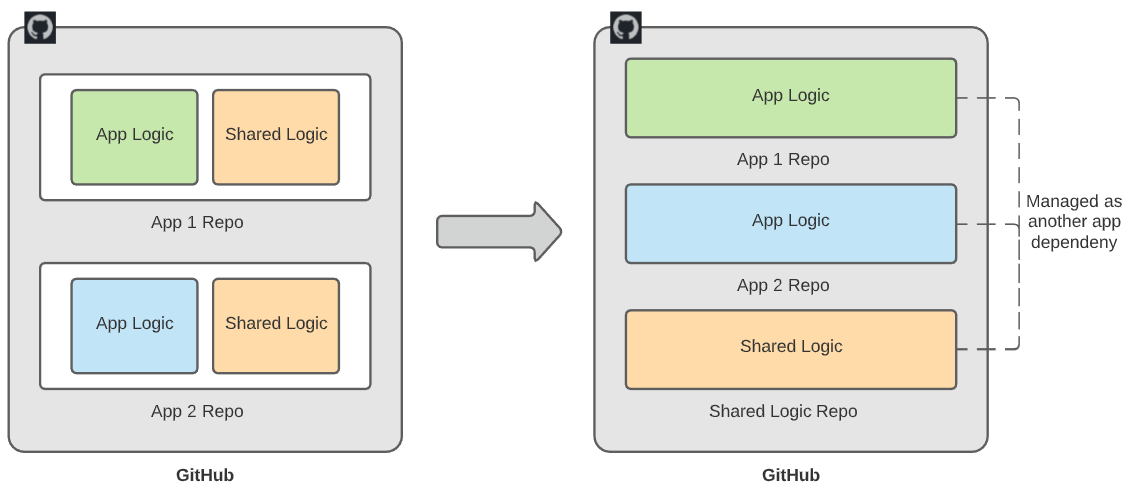 App Logic
Shared Logic
App 1 Repo
App Logic
Shared Logic
App 2 Repo
GitHub
App Logic
App 1 Repo
App Logic
App 2 Repo
Shared Logic
Shared Logic Repo
GitHub
Managed as
another app
dependeny